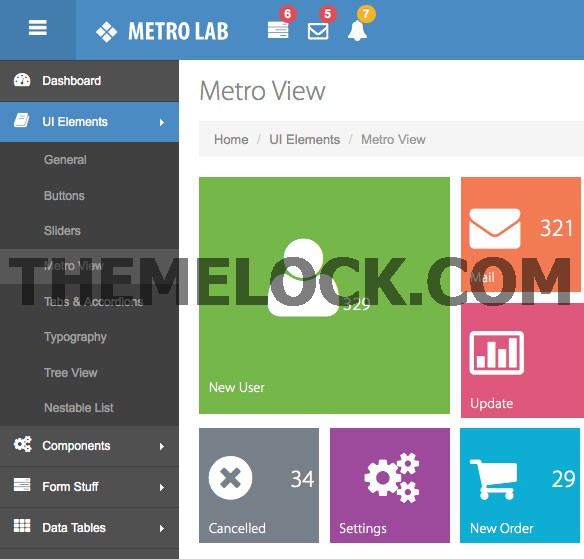 METRO LAB
6
5
7
Dashboard
UI Elements
General
Buttons
Sliders
Metro View
Tabs & Accordions
Typography
Tree View
Nestable List
Components
Form Stuff
Data Tables
Metro View
Home / UI Elements / Metro View
329
New User
321
Mail
THEMELOCK.COM
Update
34
Cancelled
Settings
29
New Order